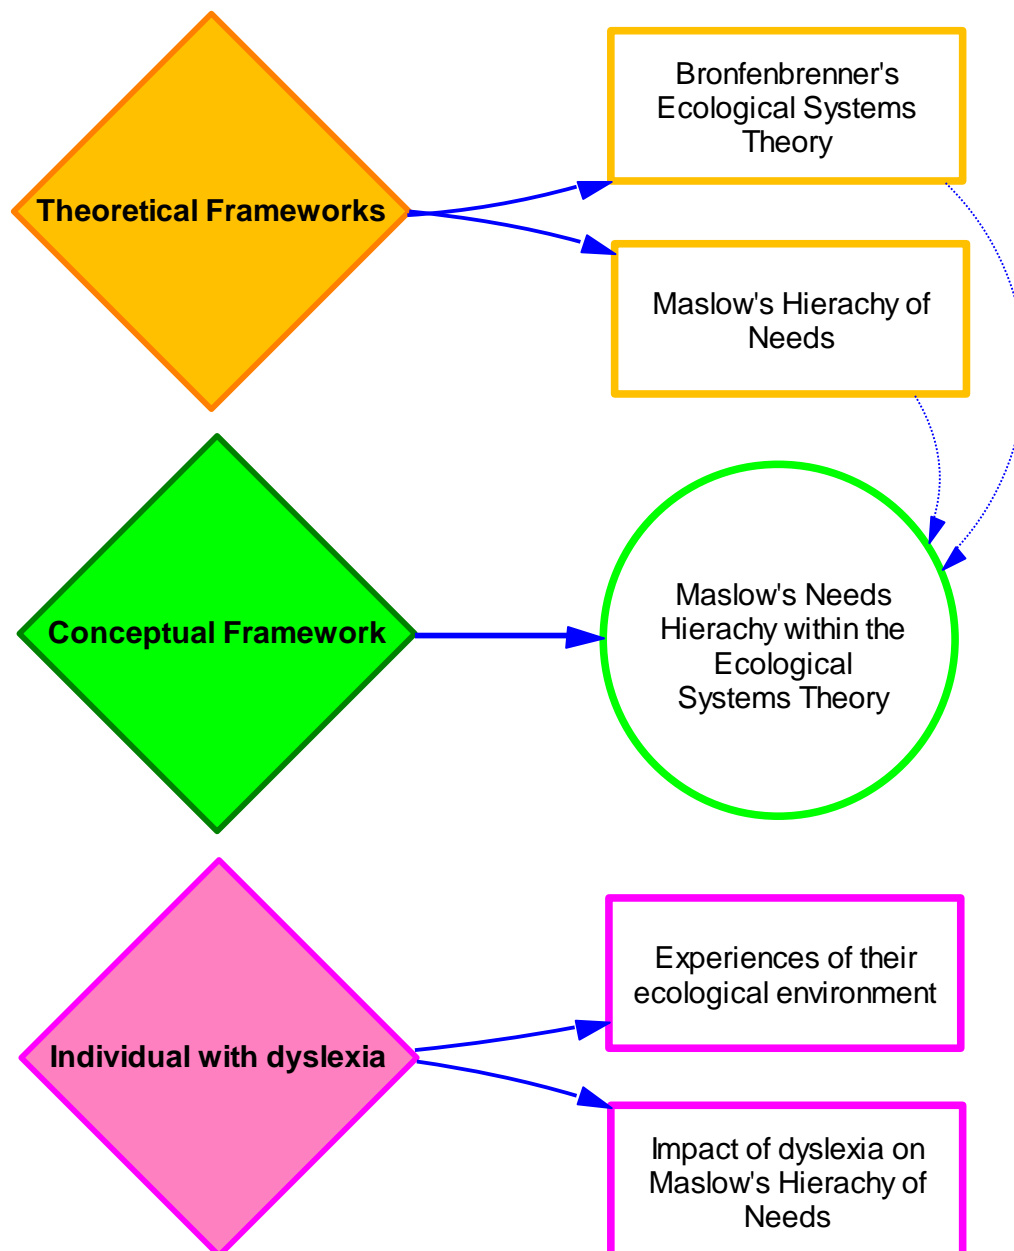 Theoretical Frameworks
Bronfenbrenner's
Ecological Systems
Theory
Maslow's Hierachy of
Needs
Conceptual Framework
Maslow's Needs
Hierachy within the
Ecological
Systems Theory
Individual with dyslexia
Experiences of their
ecological environment
Impact of dyslexia on
Maslow's Hierachy of
Needs